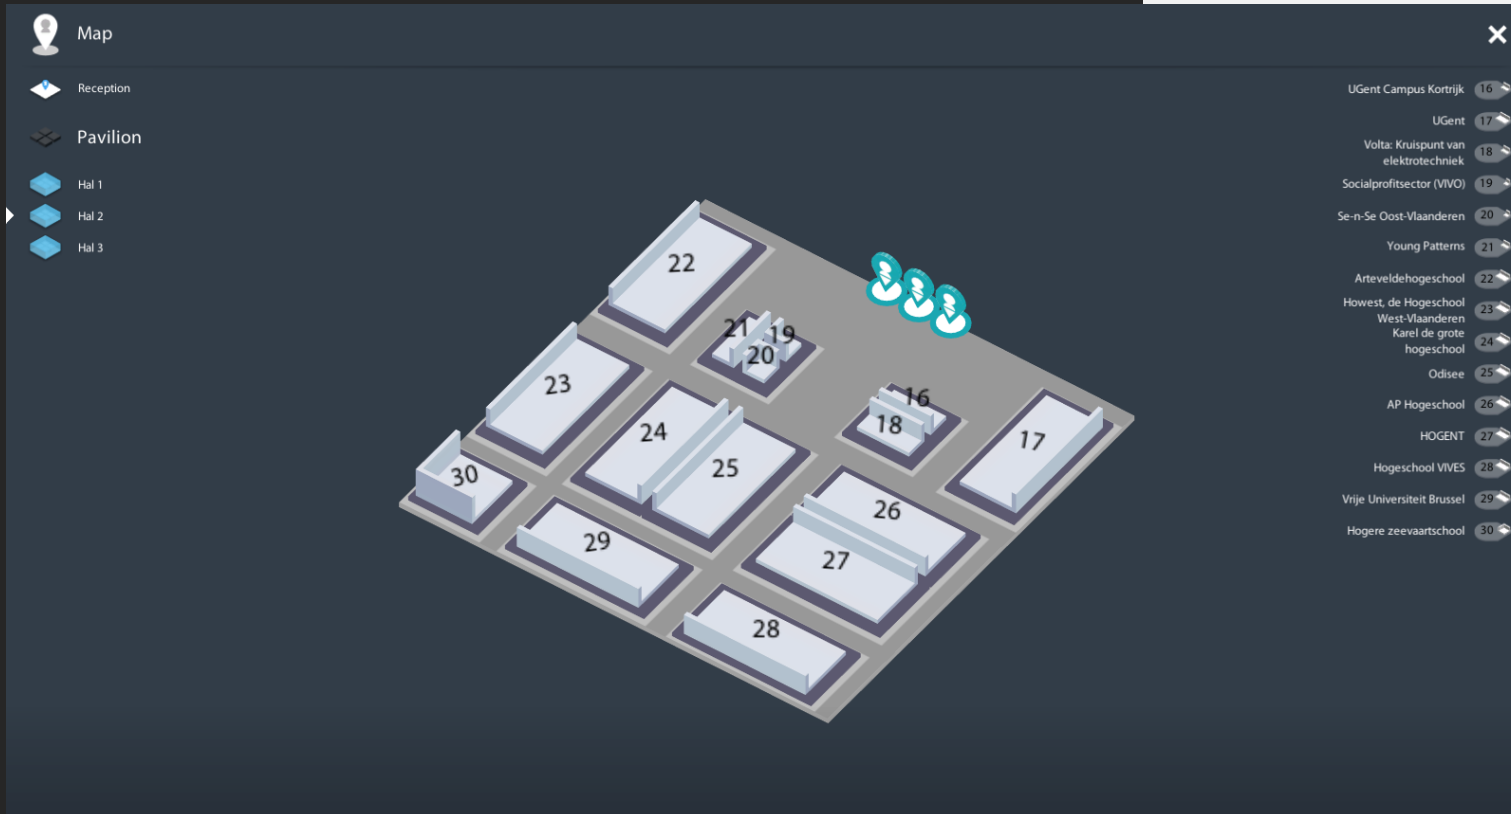 Map
Reception
Pavilion
Hal 1
Hal 2
Hal 3
22
21
19
20
23
16
18
17
24
25
30
26
29
27
28
UGent Campus Kortrijk 16
UGent 17
Volta: Kruispunt van
elektrotechniek 18
Socialprofitsector (VIVO) 19
Se-n-Se Oost-Vlaanderen 20
Young Patterns 21
Arteveldehogeschool 22
Howest, de Hogeschool
West-Vlaanderen 23
Karel de grote
hogeschool 24
Odisee 25
AP Hogeschool 26
HOGENT 27
Hogeschool VIVES 28
Vrije Universiteit Brussel 29
Hogere zeevaartschool 30